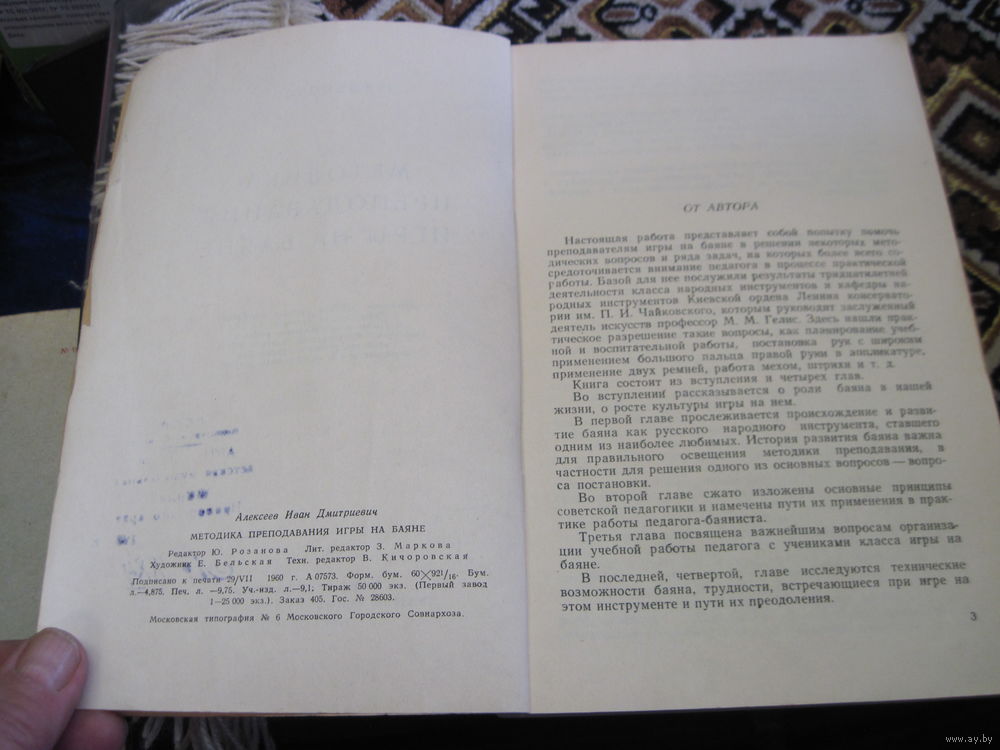 Алексеев Иван Дмитриевич
МЕТОДИКА ПРЕПОДАВАНИЯ ИГРЫ НА БАЯНЕ
Редактор Ю. Розанова Лит. редактор З. Маркова
Художник Е. Бельская Техн. редактор В. Кичоровская
Подписано к печати 29/VII 1960 г. А 07573. Форм. бум. 60×921/16. Бум.
л.—4,875. Печ. л. —9,75. Уч.-изд. л.—9,1; Тираж 50 000 экз. (Первый завод
1—25 000 экз.). Заказ 405. Гос. № 28603.
Московская типография № 6 Московского Городского Совнархоза.
ОТ АВТОРА
Настоящая работа представляет собой попытку помочь
преподавателям игры на баяне в решении некоторых мето-
дических вопросов и ряда задач, на которых более всего со-
средоточивается внимание педагога в процессе практической
работы. Базой для нее послужили результаты тридцатилетней
деятельности класса народных инструментов и кафедры на-
родных инструментов Киевской ордена Ленина консервато-
рии им. П. И. Чайковского, которым руководит заслуженный
деятель искусств профессор М. М. Гелис. Здесь нашли прак-
тическое разрешение такие вопросы, как планирование учеб-
ной и воспитательной работы, постановка рук с широким
применением большого пальца правой руки в аппликатуре,
применение двух ремней, работа мехом, штрихи и т. д.
Книга состоит из вступления и четырех глав.
Во вступлении рассказывается о роли баяна в нашей
жизни, о росте культуры игры на нем.
В первой главе прослеживается происхождение и разви-
тие баяна как русского народного инструмента, ставшего
одним из наиболее любимых. История развития баяна важна
для правильного освещения методики преподавания, в
частности для решения одного из основных вопросов — вопро-
са постановки.
Во второй главе сжато изложены основные принципы
советской педагогики и намечены пути их применения в прак-
тике работы педагога-баяниста.
Третья глава посвящена важнейшим вопросам организа-
ции учебной работы педагога с учениками класса игры на
баяне.
В последней, четвертой, главе исследуются технические
возможности баяна, трудности, встречающиеся при игре на
этом инструменте и пути их преодоления.
3
www.ay.by